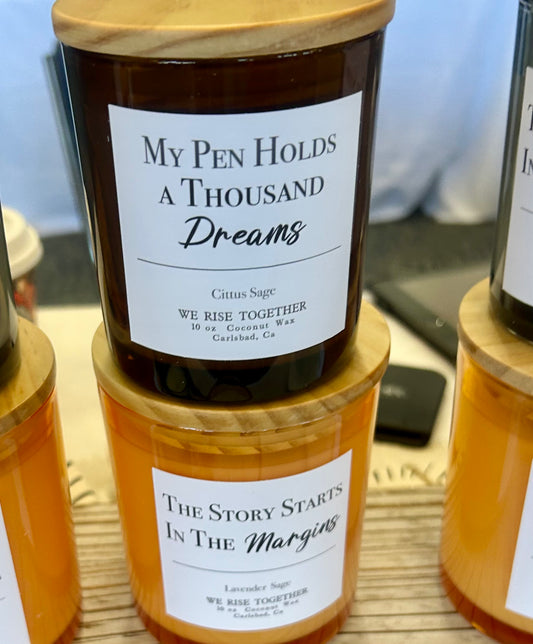 My Pen Holds
a Thousand
Dreams
Cittus Sage
WE RISE TOGETHER
10 oz Coconut Wax
Carlsbad, Ca
The Story Starts
In The Margins
Lavender Sage
WE RISE TOGETHER
10 oz Coconut Wax
Carlsbad, Ca